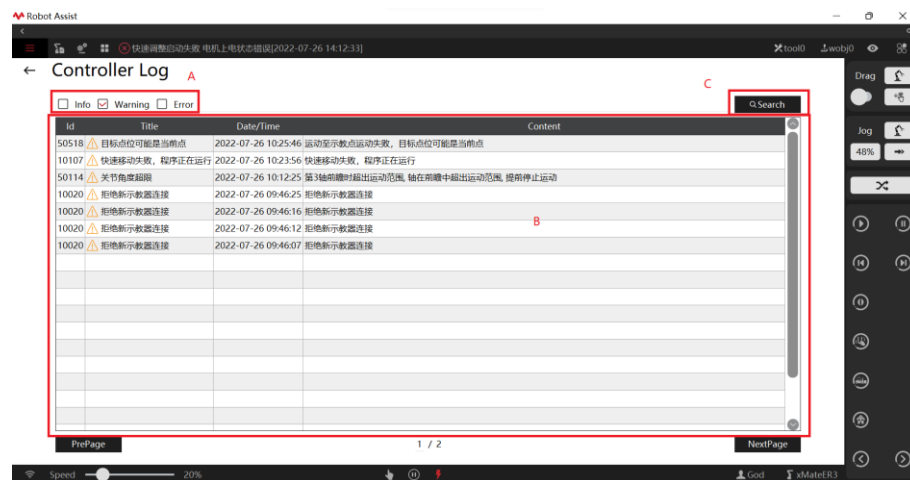 Robot Assist
快速调整启动失败 电机上电状态错误[2022-07-26 14:12:33]
tool0 wobj0
Controller Log
A
C
Drag
Info Warning Error
Search
Id Title Date/Time Content
50518 目标点位可能是当前点 2022-07-26 10:25:46 运动至示教点运动失败，目标点位可能是当前点
10107 快速移动失败，程序正在运行 2022-07-26 10:23:56 快速移动失败，程序正在运行
50114 关节角度超限 2022-07-26 10:12:25 第3轴前瞻时超出运动范围, 轴在前瞻中超出运动范围, 提前停止运动
10020 拒绝新示教器连接 2022-07-26 09:46:25 拒绝新示教器连接
10020 拒绝新示教器连接 2022-07-26 09:46:16 拒绝新示教器连接
10020 拒绝新示教器连接 2022-07-26 09:46:12 拒绝新示教器连接
10020 拒绝新示教器连接 2022-07-26 09:46:07 拒绝新示教器连接
B
Jog
48%
PrePage 1 / 2 NextPage
Speed 20%
God xMateER3